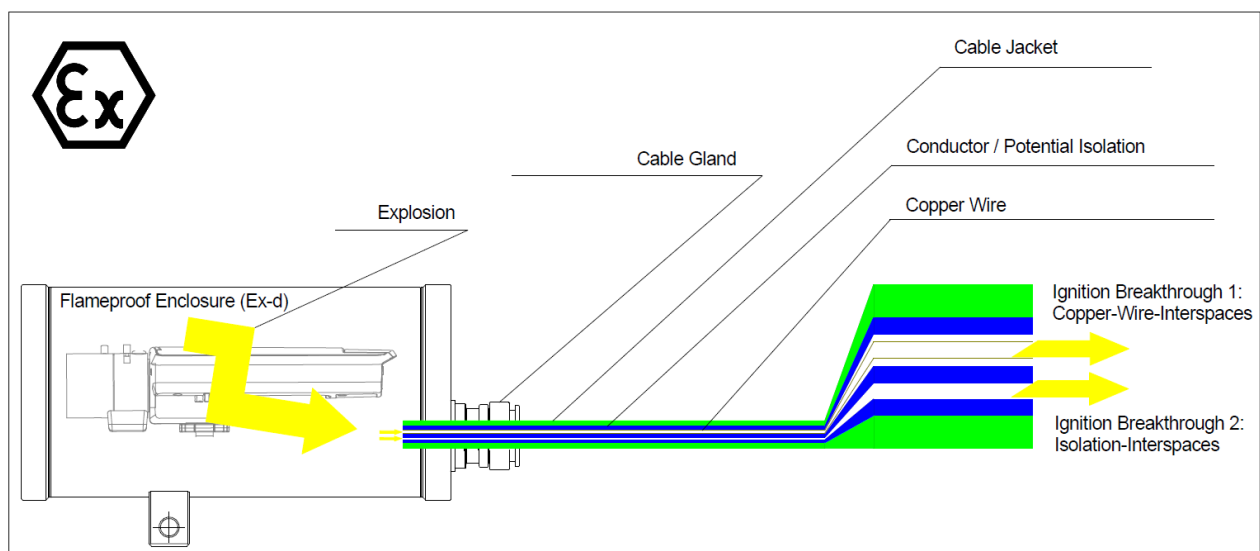 Ex
Cable Jacket
Conductor / Potential Isolation
Cable Gland
Copper Wire
Explosion
Flameproof Enclosure (Ex-d)
Ignition Breakthrough 1:
Copper-Wire-Interspaces
Ignition Breakthrough 2:
Isolation-Interspaces